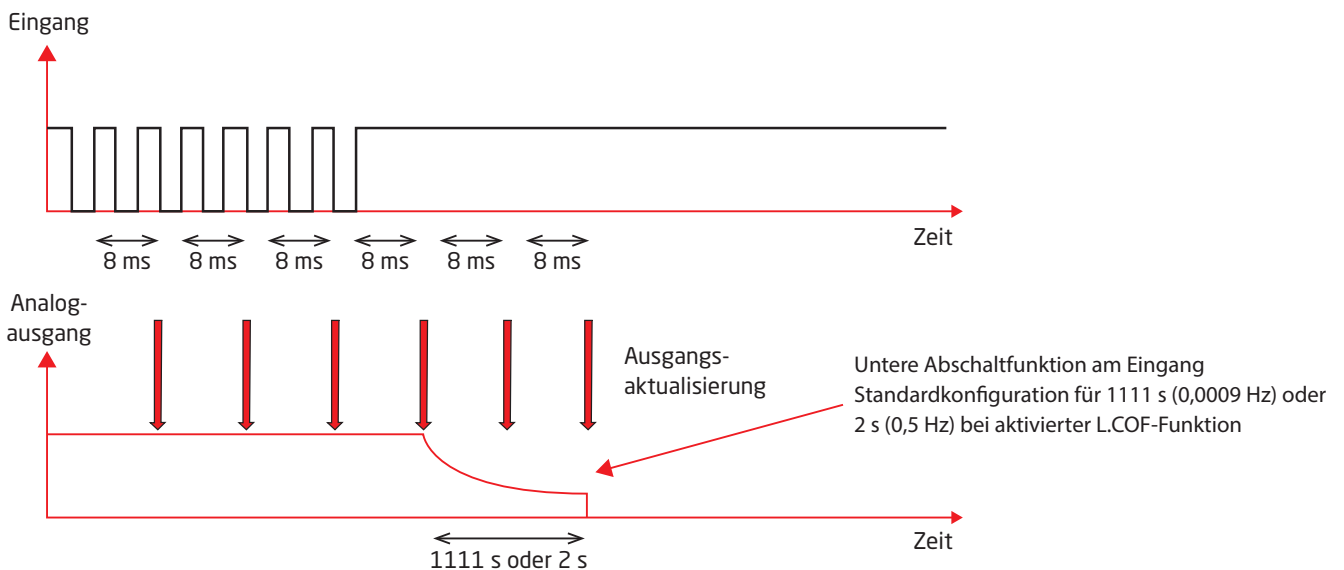 Eingang
Zeit
8 ms 8 ms 8 ms 8 ms 8 ms 8 ms
Analog-
ausgang
Ausgangs-
aktualisierung
Untere Abschaltfunktion am Eingang
Standardkonfiguration für 1111 s (0,0009 Hz) oder
2 s (0,5 Hz) bei aktivierter L.COF-Funktion
Zeit
1111 s oder 2 s